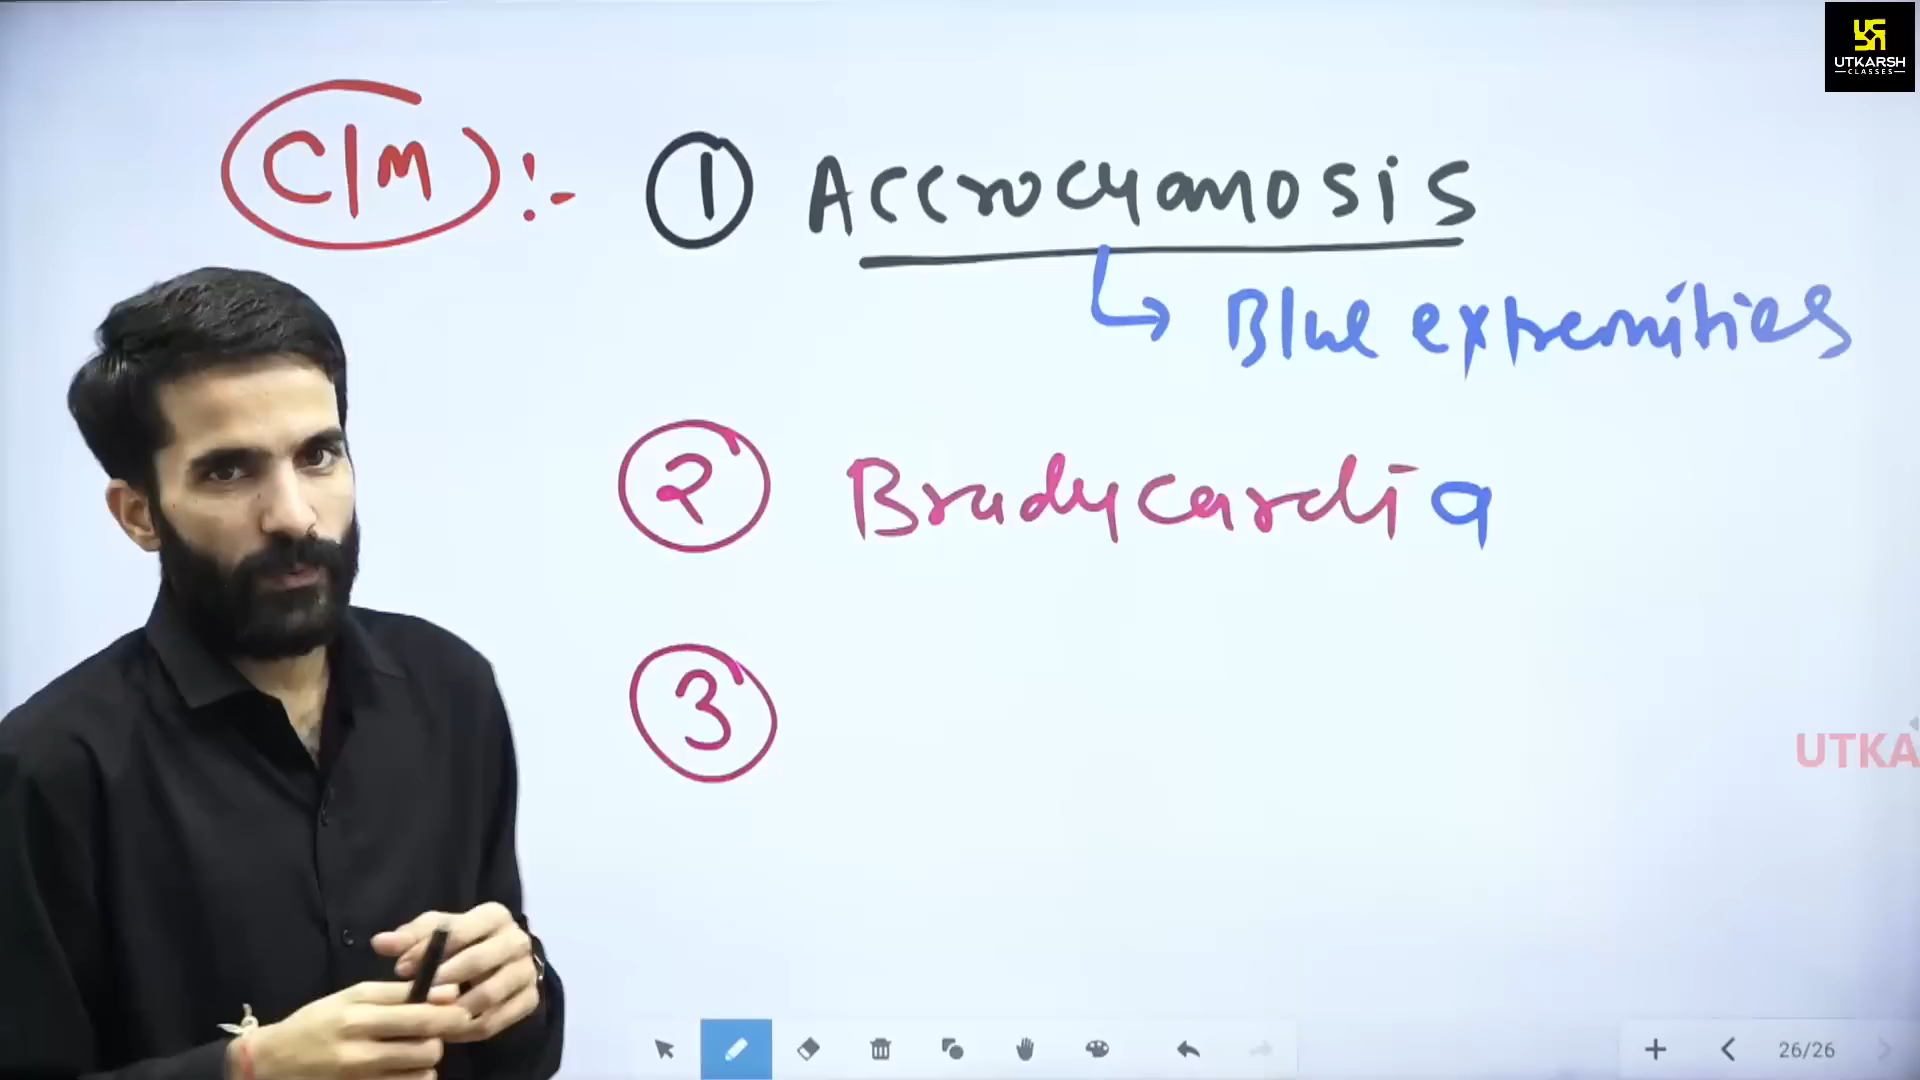 UTKARSH
CLASSES
C/M :- ① Accrocyanosis
↳ Blue extremities
② Bradycardia
③
UTKA
26/26